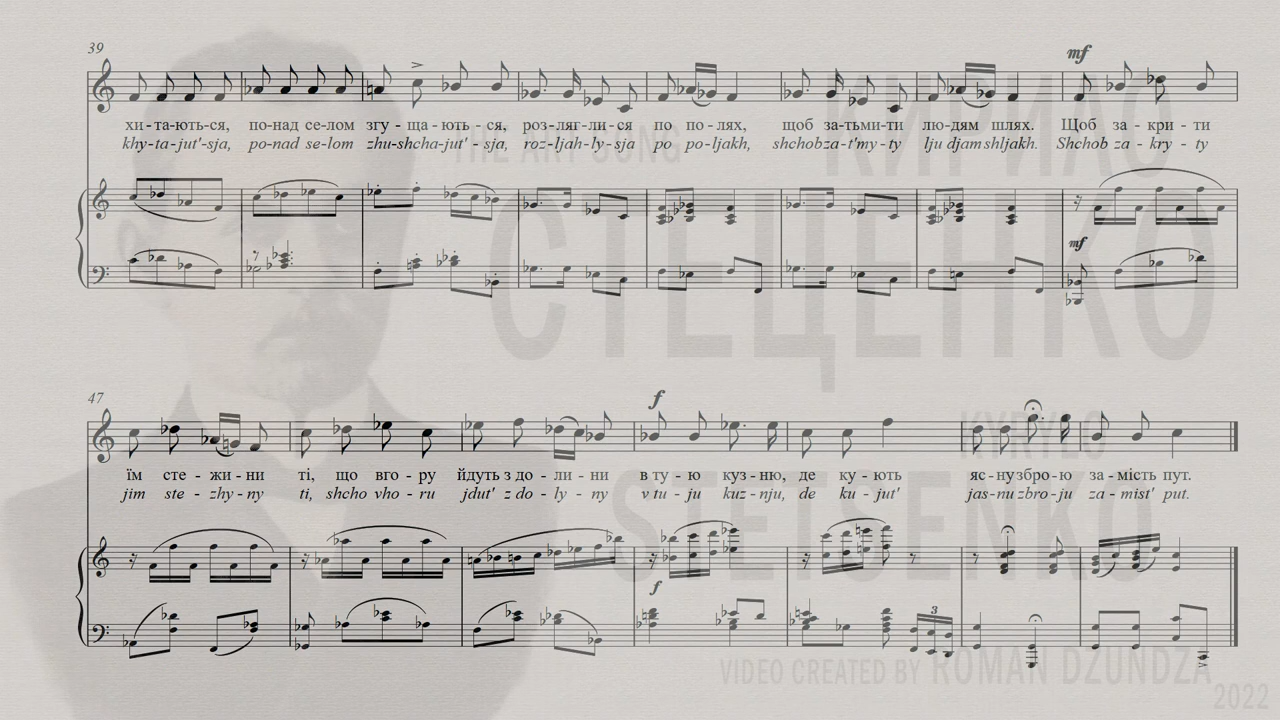 39
mf
хи - та-ють-ся, по-над се-лом згу - ща - ють - ся, роз-ляг-ли - ся по по - лях, щоб за-тьми-ти лю-дям шлях. Щоб за - кри - ти
khy-ta-jut'-sja, po-nad se-lom zhu-shcha-jut' - sja, roz-ljah-ly-sja po po-ljakh, shchobza-t'my-ty lju djam shljakh. Shchob za - kry - ty
mf
THE ART SONG
КИРИЛО
СТЕЦЕНКО
47
f
їм сте - жи - ни ті, що вго - ру йдуть з до - ли - ни в ту - ю куз - ню, де ку - ють яс - ну збро - ю за - мість пут.
jim ste - zhy - ny ti, shcho vho - ru jdut' z do - ly - ny v tu - ju kuz - nju, de ku - jut' jas-nu zbro-ju za - mist' put.
f
3
KYRYLO
STETSENKO
VIDEO CREATED BY ROMAN DZUNDZA
2022